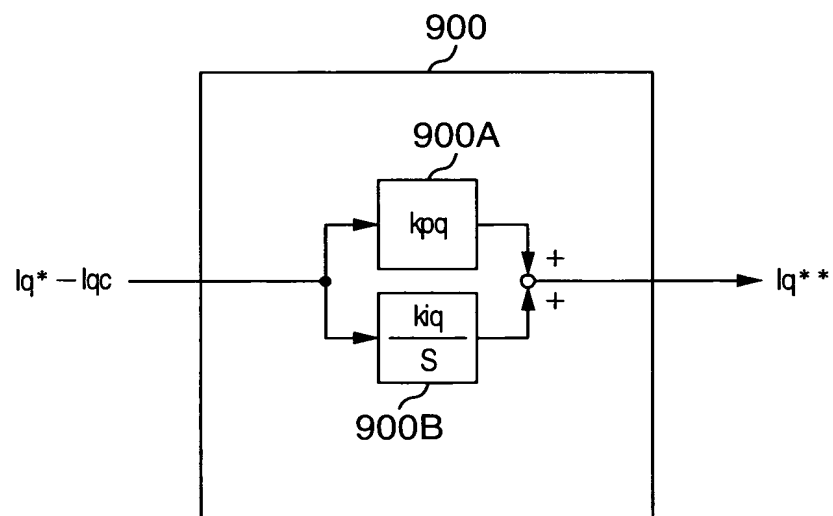 900
900A
kpq
+
Iq* − Iqc
Iq**
+
kiq
S
900B